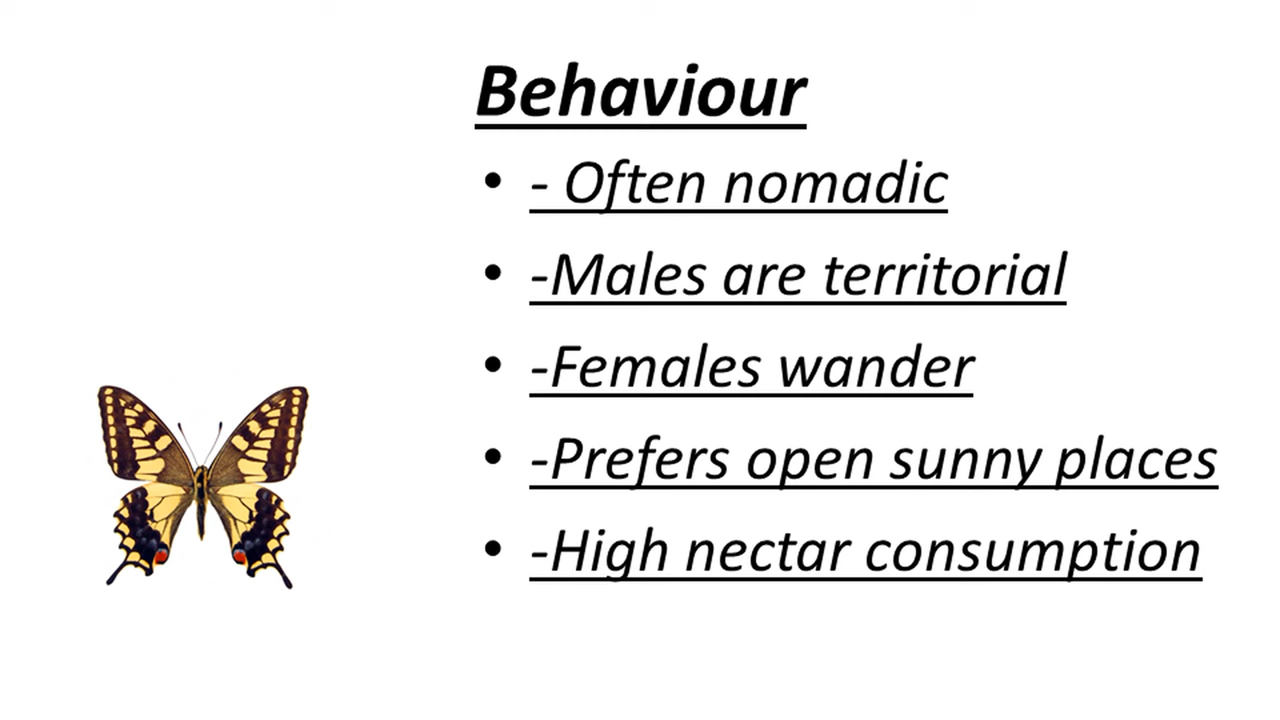 Behaviour
• - Often nomadic
• -Males are territorial
• -Females wander
• -Prefers open sunny places
• -High nectar consumption